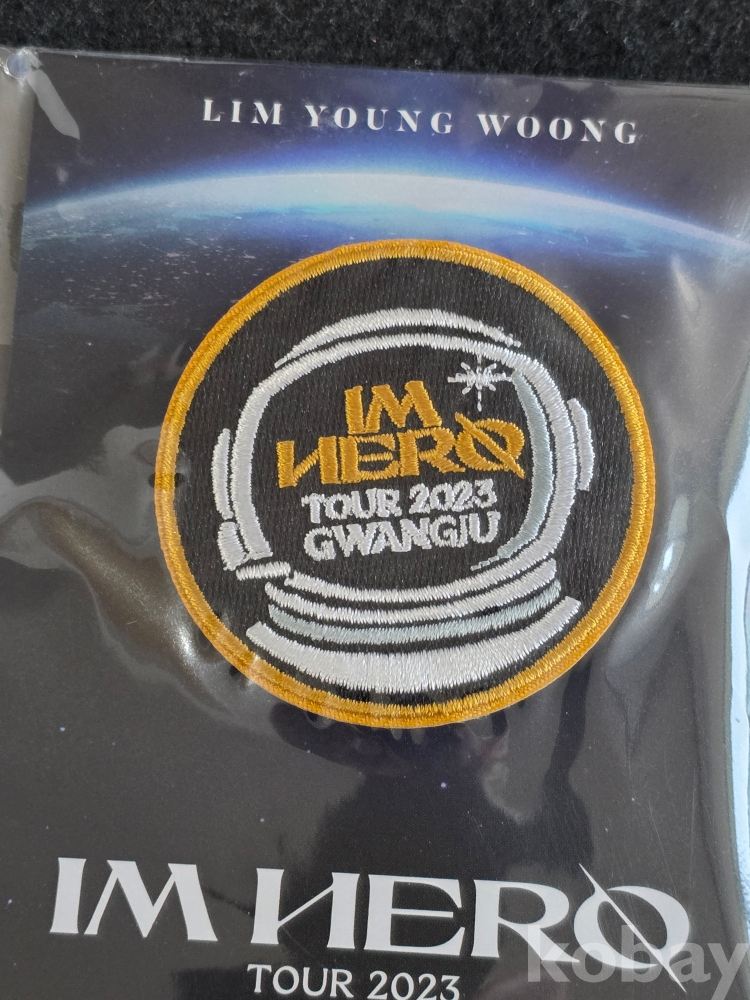 LIM YOUNG WOONG
IM
HERO
TOUR 2023
GWANGJU
IM HERO
TOUR 2023
kobay